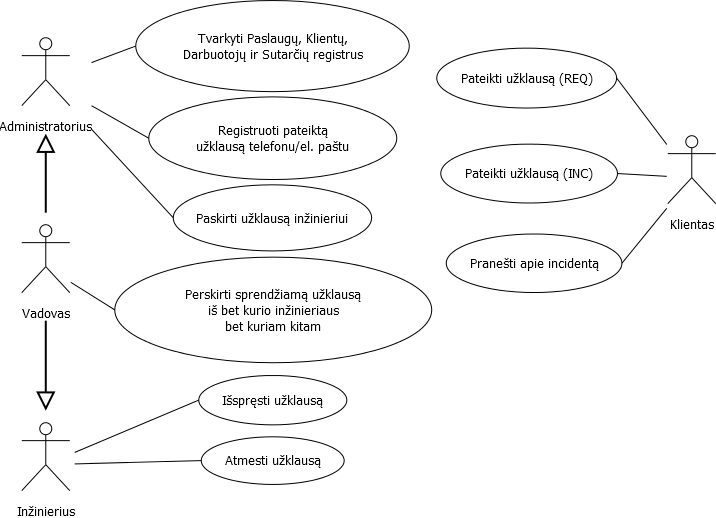 Tvarkyti Paslaugų, Klientų,
Darbuotojų ir Sutarčių registrus
Administratorius
Registruoti pateiktą
užklausą telefonu/el. paštu
Paskirti užklausą inžinieriui
Vadovas
Perskirti sprendžiamą užklausą
iš bet kurio inžinieriaus
bet kuriam kitam
Išspręsti užklausą
Atmesti užklausą
Inžinierius
Pateikti užklausą (REQ)
Pateikti užklausą (INC)
Klientas
Pranešti apie incidentą